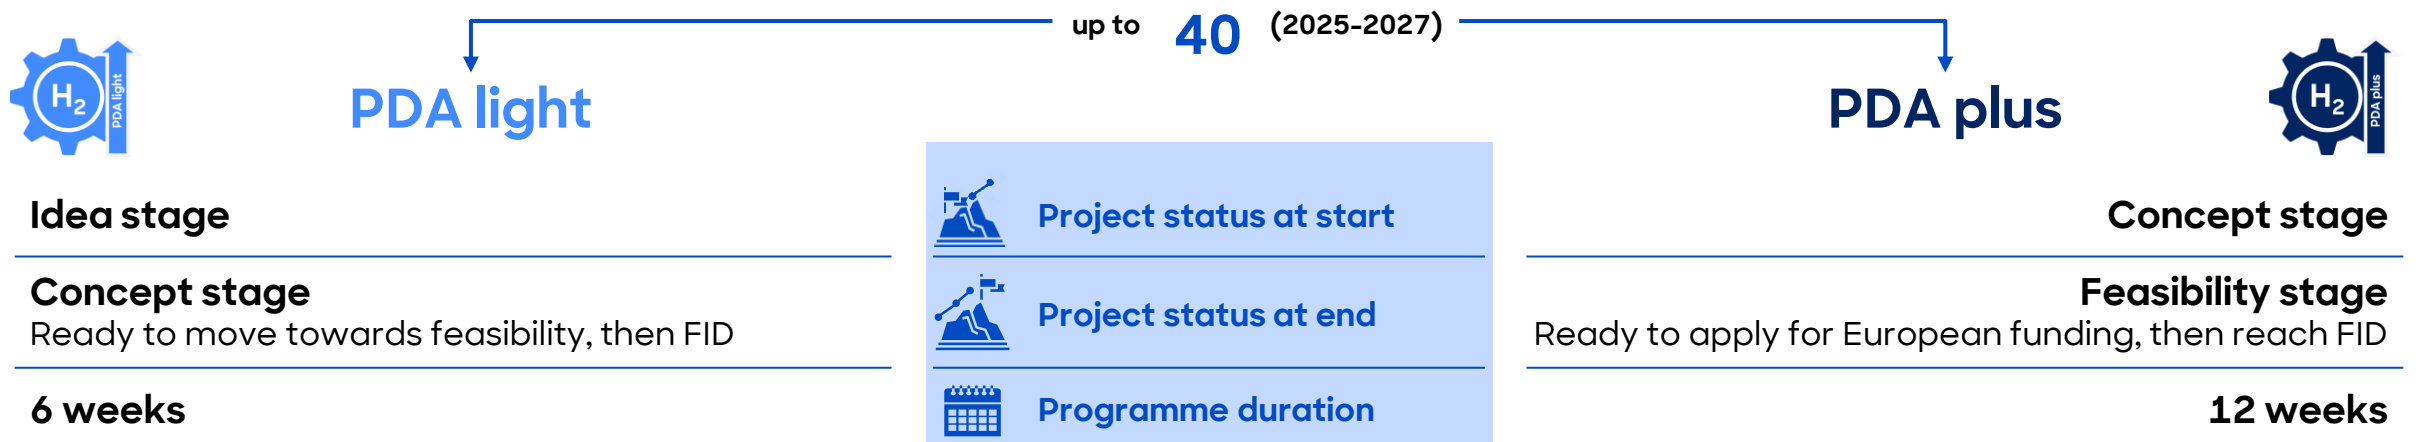 up to 40 (2025-2027)
H2 PDA light
PDA light
PDA plus
H2 PDA plus
Idea stage
Project status at start
Concept stage
Concept stage
Ready to move towards feasibility, then FID
Project status at end
Feasibility stage
Ready to apply for European funding, then reach FID
6 weeks
Programme duration
12 weeks